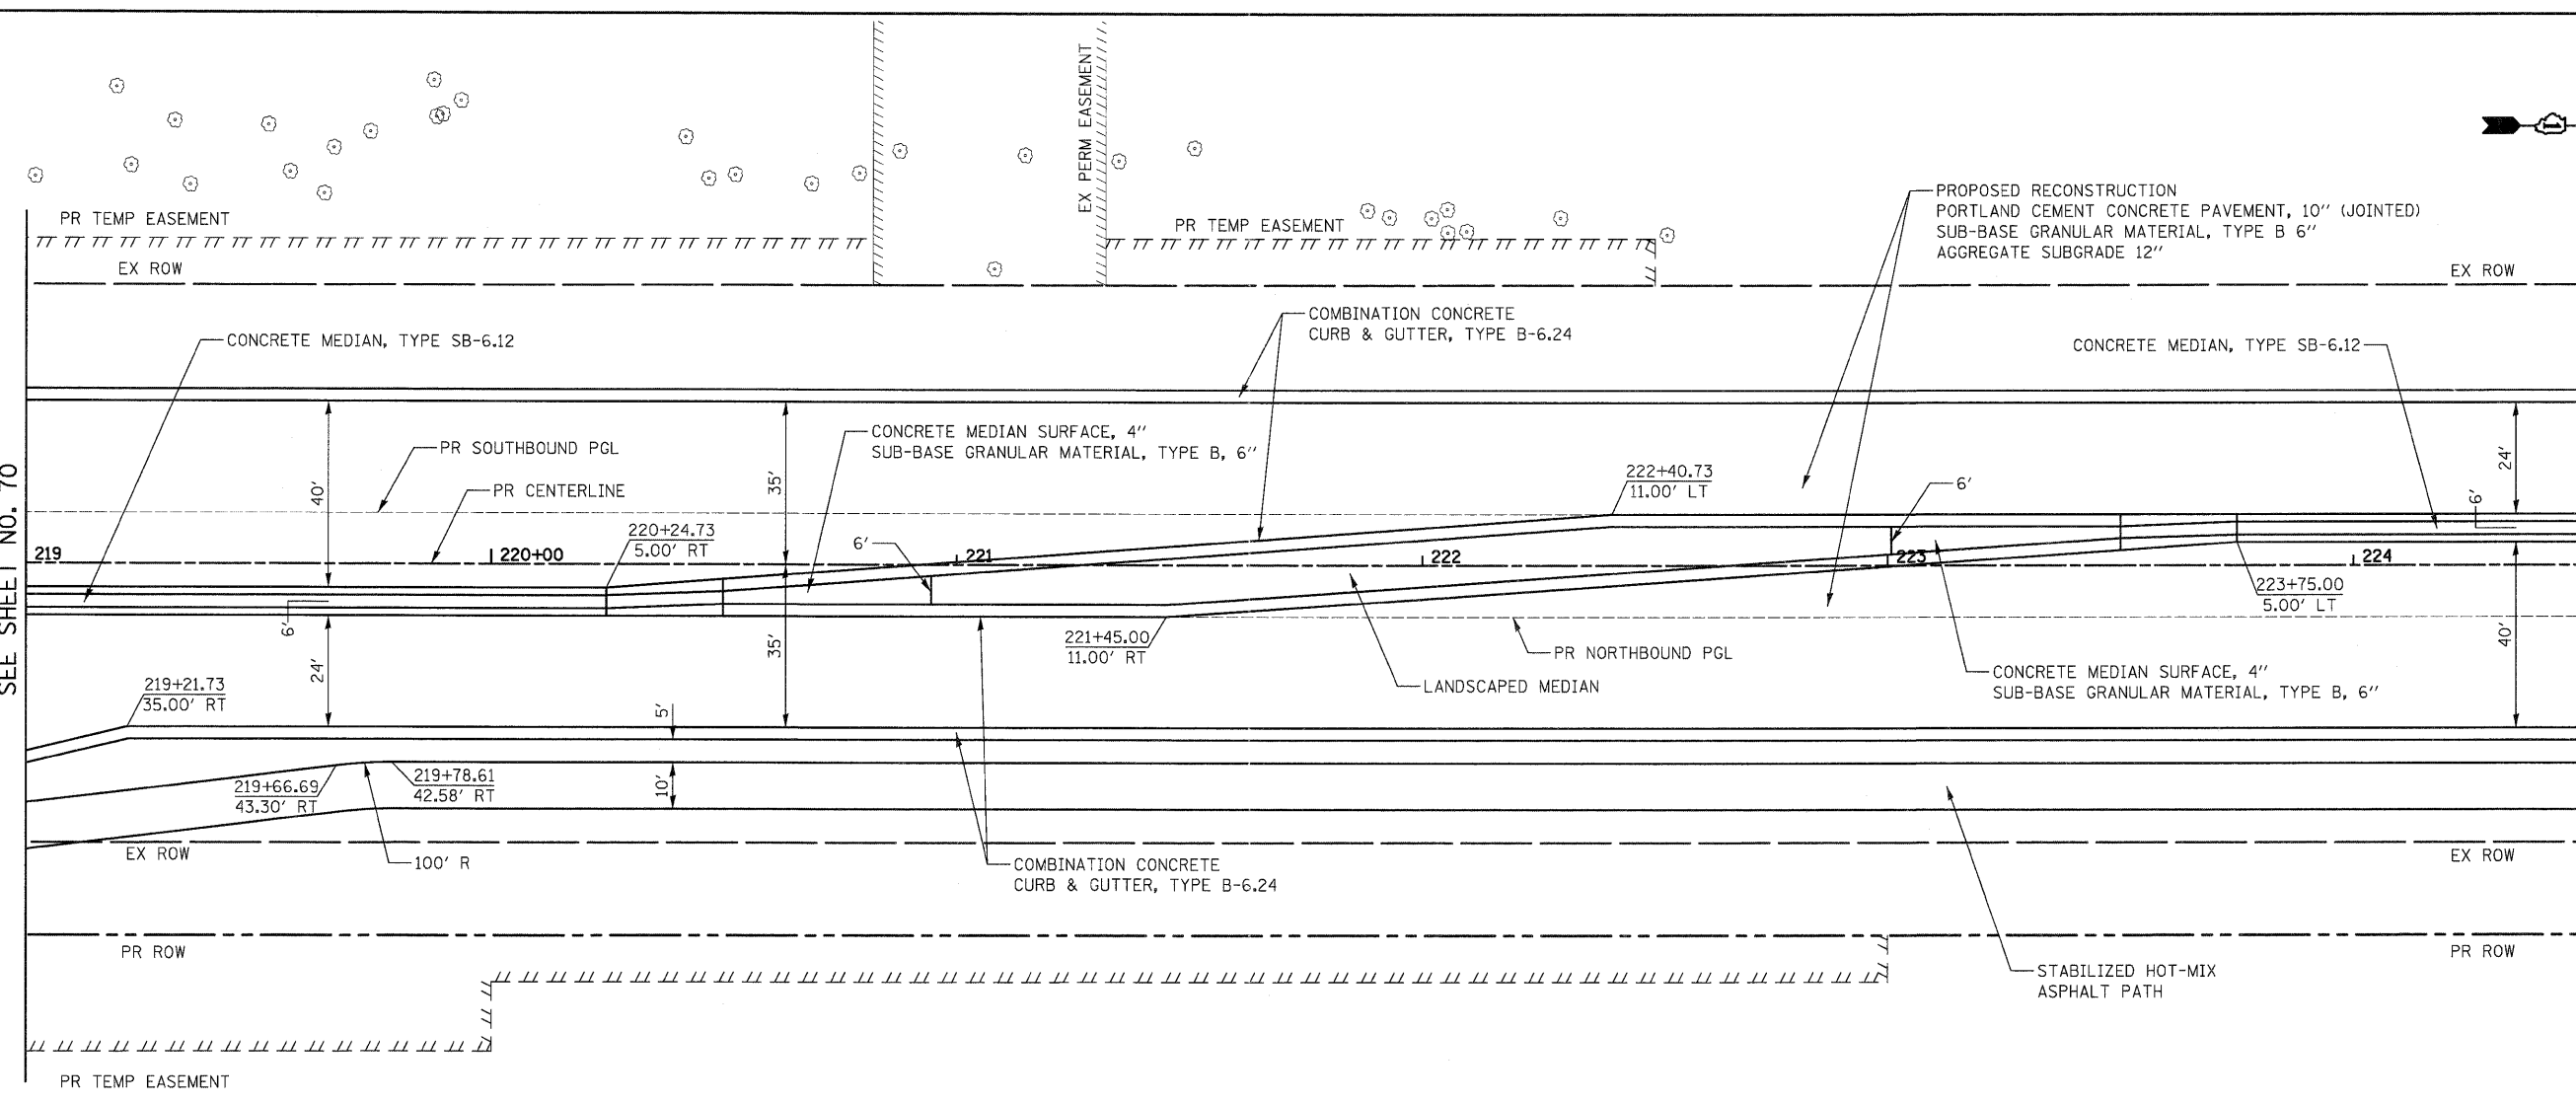 EX PERM EASEMENT
PR TEMP EASEMENT
EX ROW
PR TEMP EASEMENT
PROPOSED RECONSTRUCTION
PORTLAND CEMENT CONCRETE PAVEMENT, 10" (JOINTED)
SUB-BASE GRANULAR MATERIAL, TYPE B 6"
AGGREGATE SUBGRADE 12"
EX ROW
COMBINATION CONCRETE
CURB & GUTTER, TYPE B-6.24
CONCRETE MEDIAN, TYPE SB-6.12
CONCRETE MEDIAN, TYPE SB-6.12
SEE SHEET NO. 70
PR SOUTHBOUND PGL
PR CENTERLINE
40'
35'
CONCRETE MEDIAN SURFACE, 4"
SUB-BASE GRANULAR MATERIAL, TYPE B, 6"
222+40.73
11.00' LT
6'
24'
6'
220+24.73
5.00' RT
6'
219
220+00
221
222
223
224
223+75.00
5.00' LT
6'
24'
35'
221+45.00
11.00' RT
PR NORTHBOUND PGL
LANDSCAPED MEDIAN
CONCRETE MEDIAN SURFACE, 4"
SUB-BASE GRANULAR MATERIAL, TYPE B, 6"
40'
219+21.73
35.00' RT
5'
219+66.69
43.30' RT
219+78.61
42.58' RT
10'
EX ROW
100' R
COMBINATION CONCRETE
CURB & GUTTER, TYPE B-6.24
EX ROW
PR ROW
PR ROW
STABILIZED HOT-MIX
ASPHALT PATH
PR TEMP EASEMENT